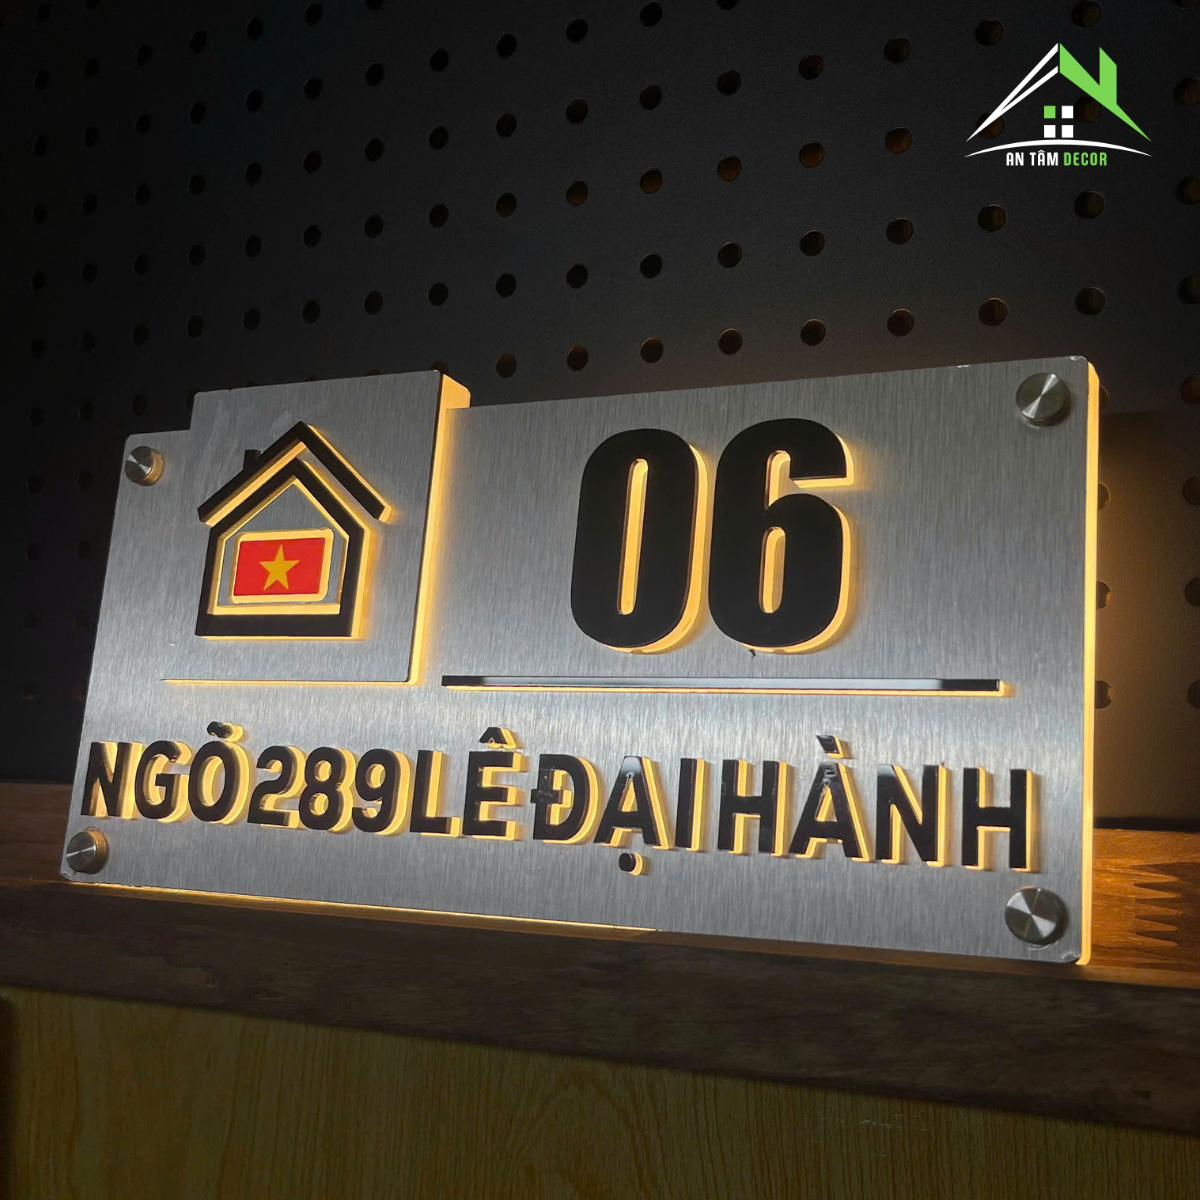 AN TÂM DECOR
06
NGÕ 289 LÊ ĐẠI HÀNH